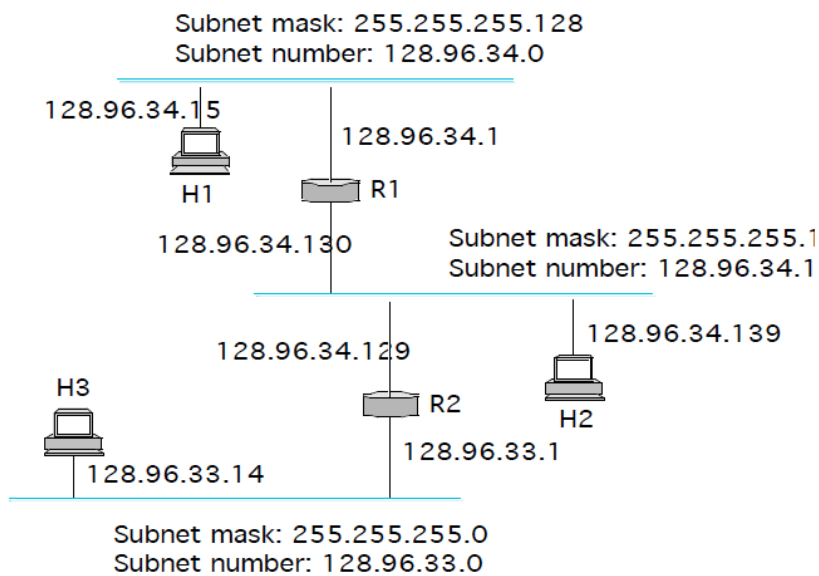 Subnet mask: 255.255.255.128
Subnet number: 128.96.34.0
128.96.34.15
128.96.34.1
H1
R1
128.96.34.130
Subnet mask: 255.255.255.1
Subnet number: 128.96.34.1
128.96.34.139
128.96.34.129
H3
R2
H2
128.96.33.1
128.96.33.14
Subnet mask: 255.255.255.0
Subnet number: 128.96.33.0